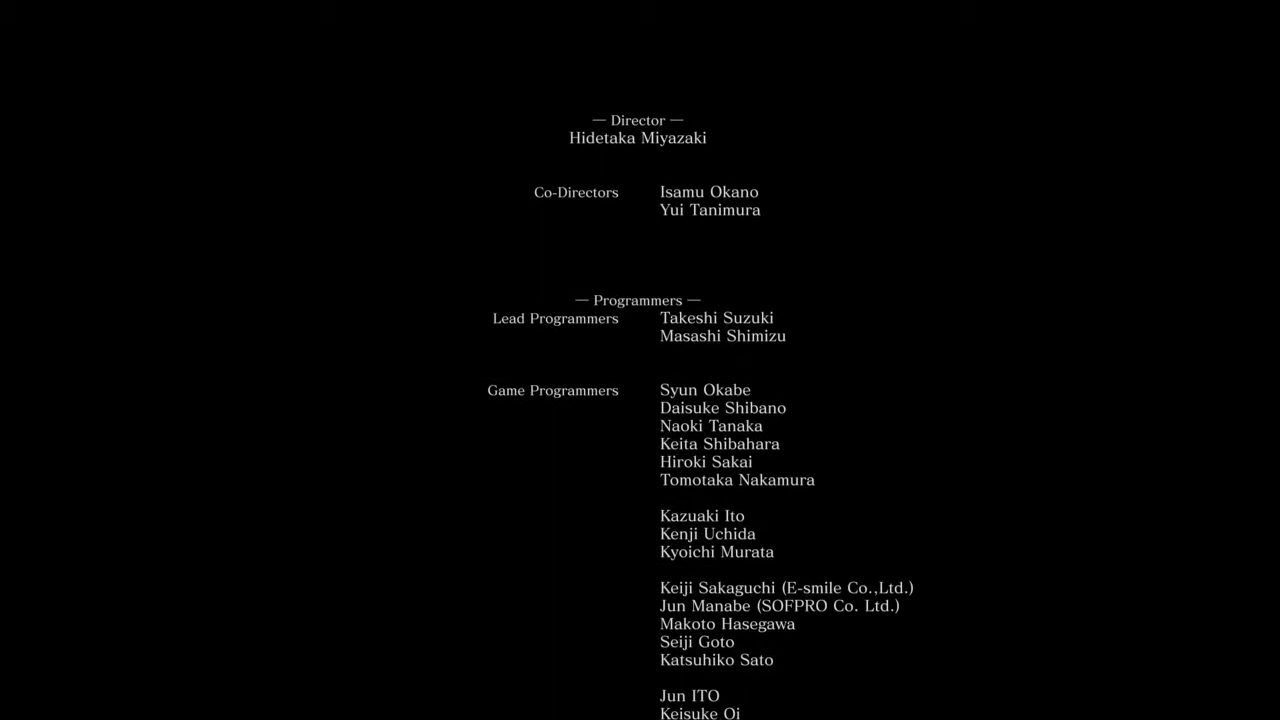 — Director —
Hidetaka Miyazaki
Co-Directors Isamu Okano
Yui Tanimura
— Programmers —
Lead Programmers Takeshi Suzuki
Masashi Shimizu
Game Programmers Syun Okabe
Daisuke Shibano
Naoki Tanaka
Keita Shibahara
Hiroki Sakai
Tomotaka Nakamura
Kazuaki Ito
Kenji Uchida
Kyoichi Murata
Keiji Sakaguchi (E-smile Co.,Ltd.)
Jun Manabe (SOFPRO Co. Ltd.)
Makoto Hasegawa
Seiji Goto
Katsuhiko Sato
Jun ITO
Keisuke Oi